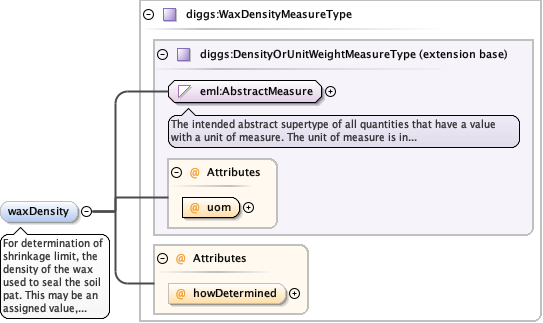 diggs:WaxDensityMeasureType
diggs:DensityOrUnitWeightMeasureType (extension base)
eml:AbstractMeasure
The intended abstract supertype of all quantities that have a value
with a unit of measure. The unit of measure is in...
@ Attributes
@ uom
waxDensity
For determination of
shrinkage limit, the
density of the wax
used to seal the soil
pat. This may be an
assigned value,...
@ Attributes
@ howDetermined